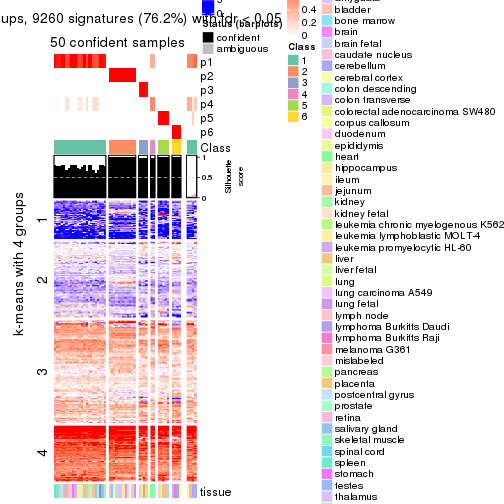 ups, 9260 signatures (76.2%) with fdr < 0.05
50 confident samples
p1
p2
p3
p4
p5
p6
Class
1
0.5
0
Silhouette
score
k-means with 4 groups
1
2
3
4
tissue
0
Status (barplots)
confident
ambiguous
0.4
0.2
0
Class
1
2
3
4
5
6
bladder
bone marrow
brain
brain fetal
caudate nucleus
cerebellum
cerebral cortex
colon descending
colon transverse
colorectal adenocarcinoma SW480
corpus callosum
duodenum
epididymis
heart
hippocampus
ileum
jejunum
kidney
kidney fetal
leukemia chronic myelogenous K562
leukemia lymphoblastic MOLT-4
leukemia promyelocytic HL-60
liver
liver fetal
lung
lung carcinoma A549
lung fetal
lymph node
lymphoma Burkitts Daudi
lymphoma Burkitts Raji
melanoma G361
mislabeled
pancreas
placenta
postcentral gyrus
prostate
retina
salivary gland
skeletal muscle
spinal cord
spleen
stomach
testes
thalamus